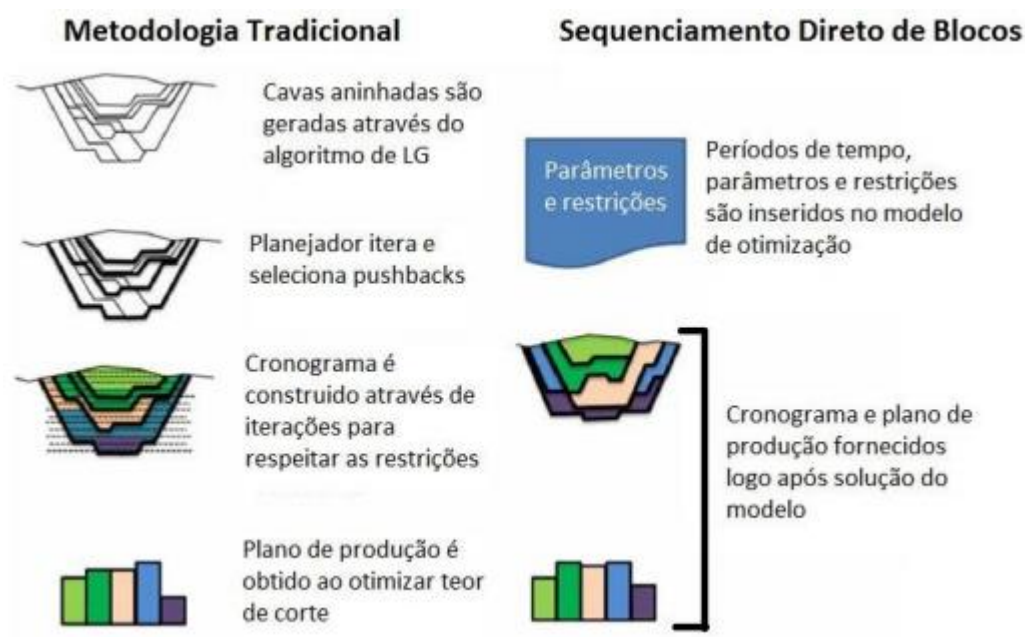 Metodologia Tradicional
Cavas aninhadas são
geradas através do
algoritmo de LG
Planejador itera e
seleciona pushbacks
Cronograma é
construido através de
iterações para
respeitar as restrições
Plano de produção é
obtido ao otimizar teor
de corte
Sequenciamento Direto de Blocos
Parâmetros
e restrições
Períodos de tempo,
parâmetros e restrições
são inseridos no modelo
de otimização
Cronograma e plano de
produção fornecidos
logo após solução do
modelo